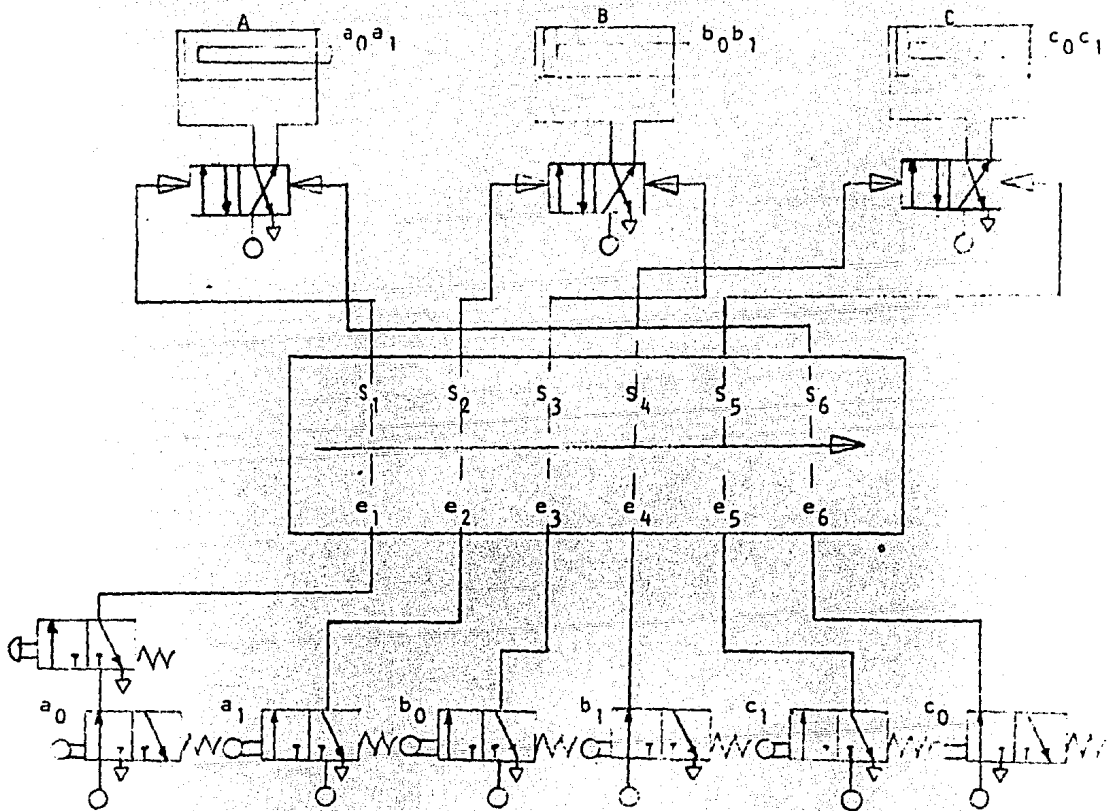 A B C
a₀a₁ b₀b₁ c₀c₁
S₁ S₂ S₃ S₄ S₅ S₆
e₁ e₂ e₃ e₄ e₅ e₆
a₀ a₁ b₀ b₁ c₁ c₀